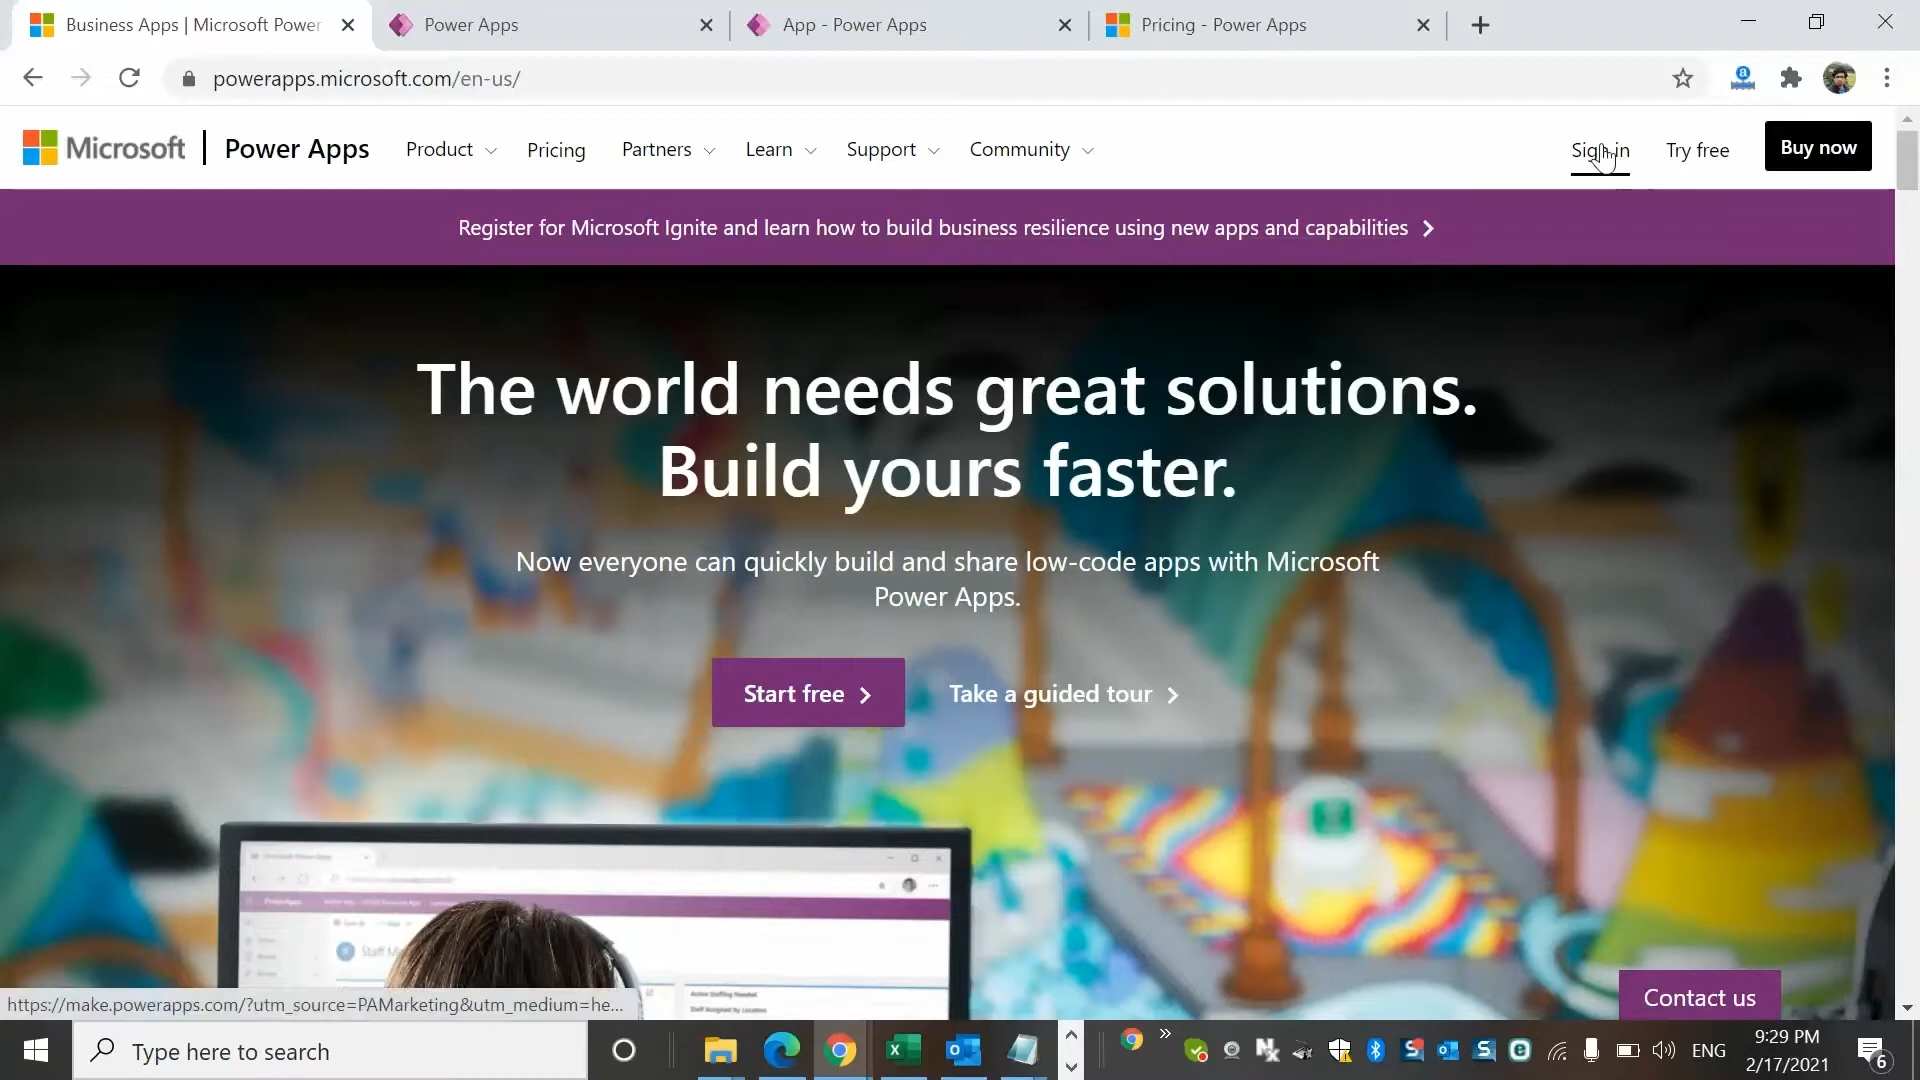 Business Apps | Microsoft Power
Power Apps
App - Power Apps
Pricing - Power Apps
powerapps.microsoft.com/en-us/
Microsoft
Power Apps
Product
Pricing
Partners
Learn
Support
Community
Sign in
Try free
Buy now
Register for Microsoft Ignite and learn how to build business resilience using new apps and capabilities
The world needs great solutions.
Build yours faster.
Now everyone can quickly build and share low-code apps with Microsoft
Power Apps.
Start free
Take a guided tour
Contact us
https://make.powerapps.com/?utm_source=PAMarketing&utm_medium=he...
Type here to search
ENG
9:29 PM
2/17/2021
6